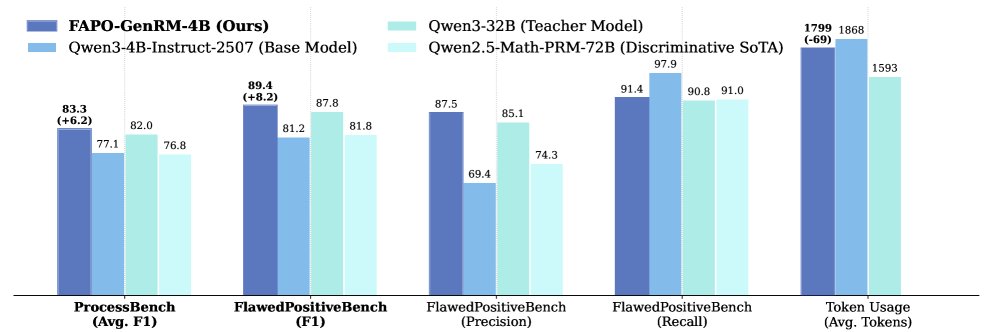 FAPO-GenRM-4B (Ours)
Qwen3-4B-Instruct-2507 (Base Model)
Qwen3-32B (Teacher Model)
Qwen2.5-Math-PRM-72B (Discriminative SoTA)
83.3
(+6.2)
77.1
82.0
76.8
89.4
(+8.2)
81.2
87.8
81.8
87.5
69.4
85.1
74.3
91.4
97.9
90.8
91.0
1799
(-69)
1868
1593
ProcessBench
(Avg. F1)
FlawedPositiveBench
(F1)
FlawedPositiveBench
(Precision)
FlawedPositiveBench
(Recall)
Token Usage
(Avg. Tokens)